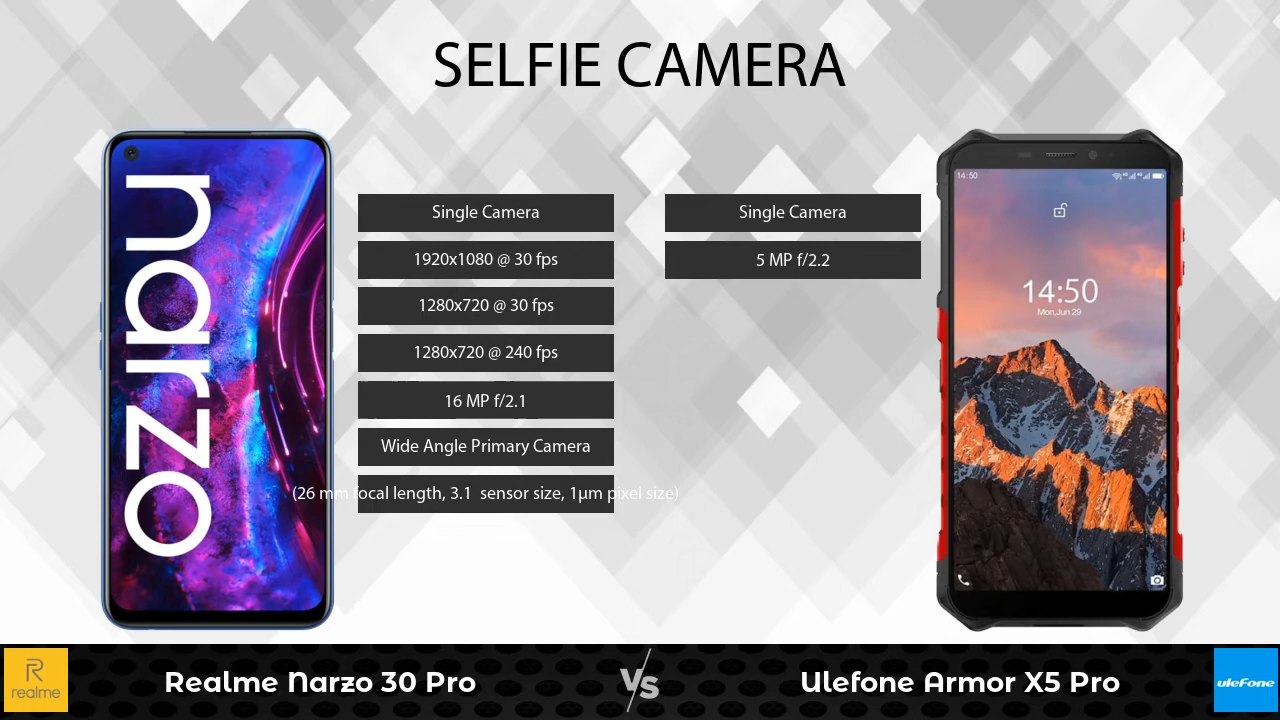 SELFIE CAMERA
narzo
Single Camera
1920x1080 @ 30 fps
1280x720 @ 30 fps
1280x720 @ 240 fps
16 MP f/2.1
Wide Angle Primary Camera
(26 mm focal length, 3.1  sensor size, 1µm pixel size)
Single Camera
5 MP f/2.2
14:50
14:50
Mon,Jun 29
R
realme
Realme Narzo 30 Pro
VS
Ulefone Armor X5 Pro
uleFone